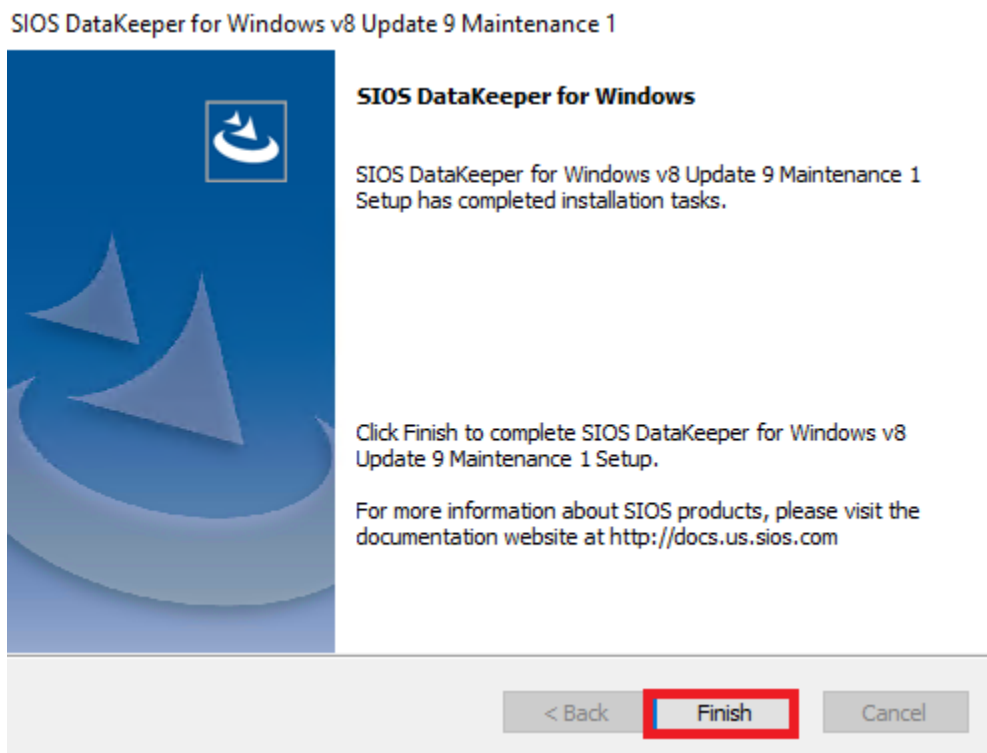 SIOS DataKeeper for Windows v8 Update 9 Maintenance 1
SIOS DataKeeper for Windows
SIOS DataKeeper for Windows v8 Update 9 Maintenance 1
Setup has completed installation tasks.
Click Finish to complete SIOS DataKeeper for Windows v8
Update 9 Maintenance 1 Setup.
For more information about SIOS products, please visit the
documentation website at http://docs.us.sios.com
< Back
Finish
Cancel